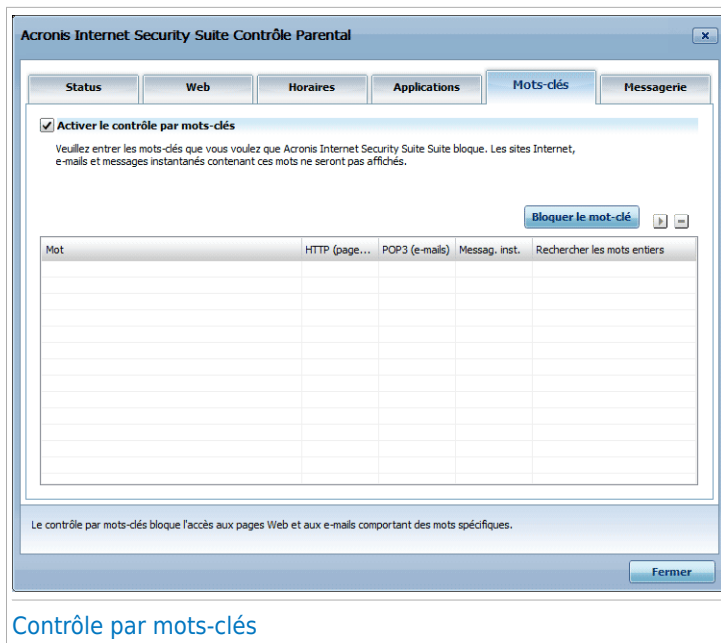 Acronis Internet Security Suite Contrôle Parental
Status Web Horaires Applications Mots-clés Messagerie
Activer le contrôle par mots-clés
Veuillez entrer les mots-clés que vous voulez que Acronis Internet Security Suite Suite bloque. Les sites Internet,
e-mails et messages instantanés contenant ces mots ne seront pas affichés.
Bloquer le mot-clé
Mot HTTP (page... POP3 (e-mails) Messag. inst. Rechercher les mots entiers
Le contrôle par mots-clés bloque l'accès aux pages Web et aux e-mails comportant des mots spécifiques.
Fermer
Contrôle par mots-clés